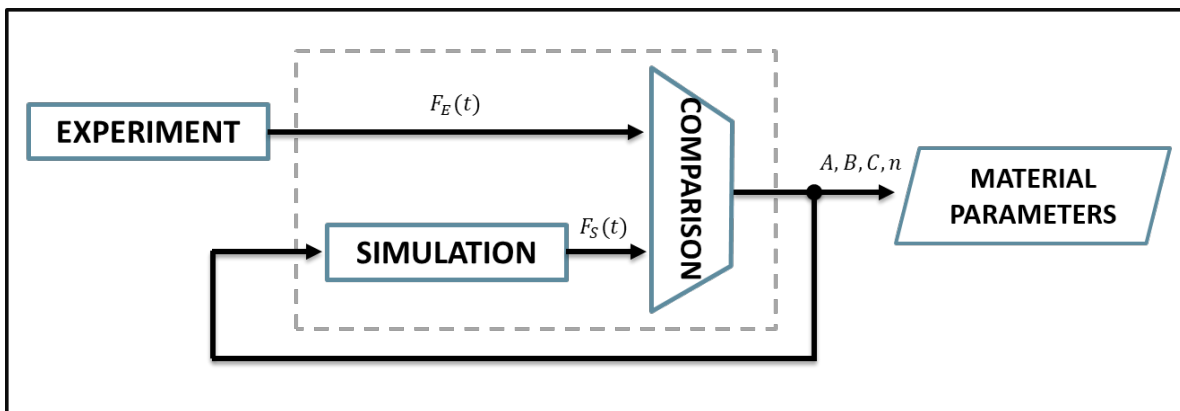 EXPERIMENT
F_E(t)
COMPARISON
SIMULATION
F_S(t)
A, B, C, n
MATERIAL
PARAMETERS